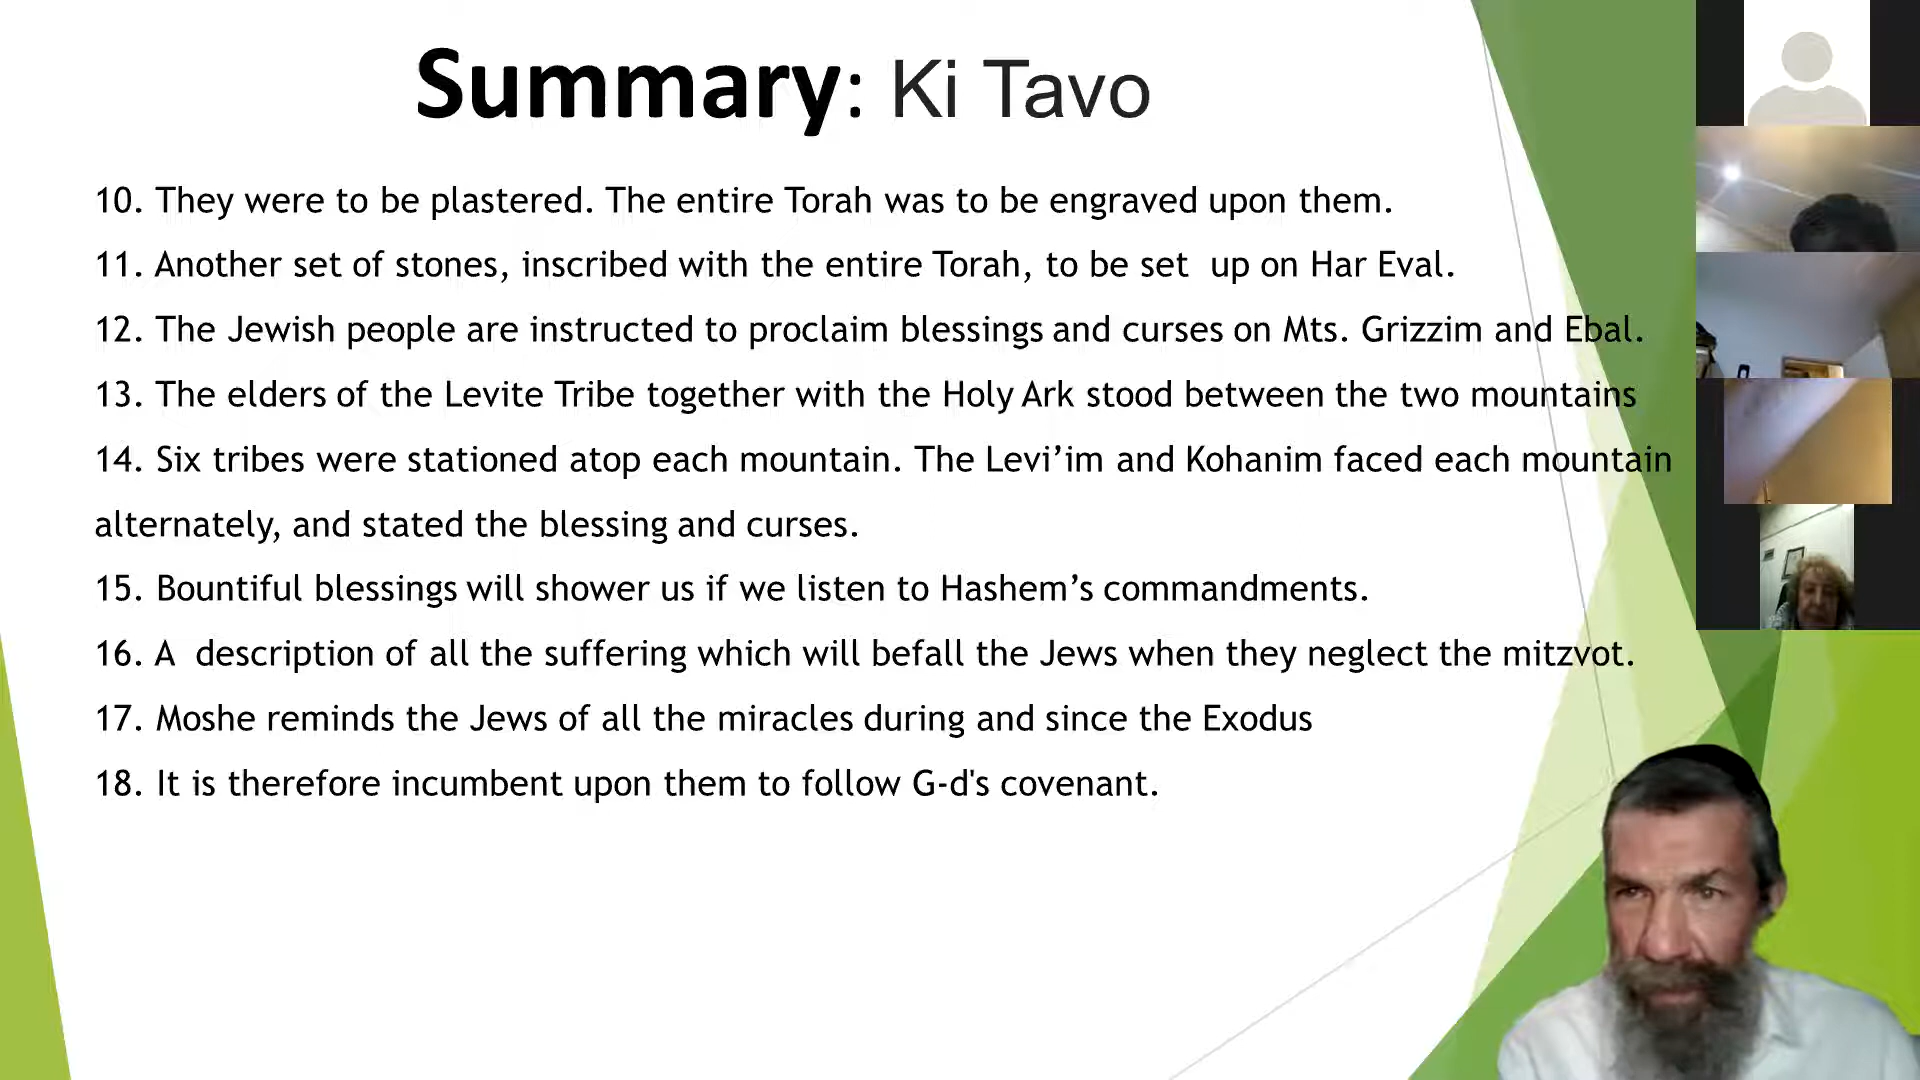 Summary: Ki Tavo
10. They were to be plastered. The entire Torah was to be engraved upon them.
11. Another set of stones, inscribed with the entire Torah, to be set  up on Har Eval.
12. The Jewish people are instructed to proclaim blessings and curses on Mts. Grizzim and Ebal.
13. The elders of the Levite Tribe together with the Holy Ark stood between the two mountains
14. Six tribes were stationed atop each mountain. The Levi’im and Kohanim faced each mountain
alternately, and stated the blessing and curses.
15. Bountiful blessings will shower us if we listen to Hashem’s commandments.
16. A  description of all the suffering which will befall the Jews when they neglect the mitzvot.
17. Moshe reminds the Jews of all the miracles during and since the Exodus
18. It is therefore incumbent upon them to follow G-d's covenant.